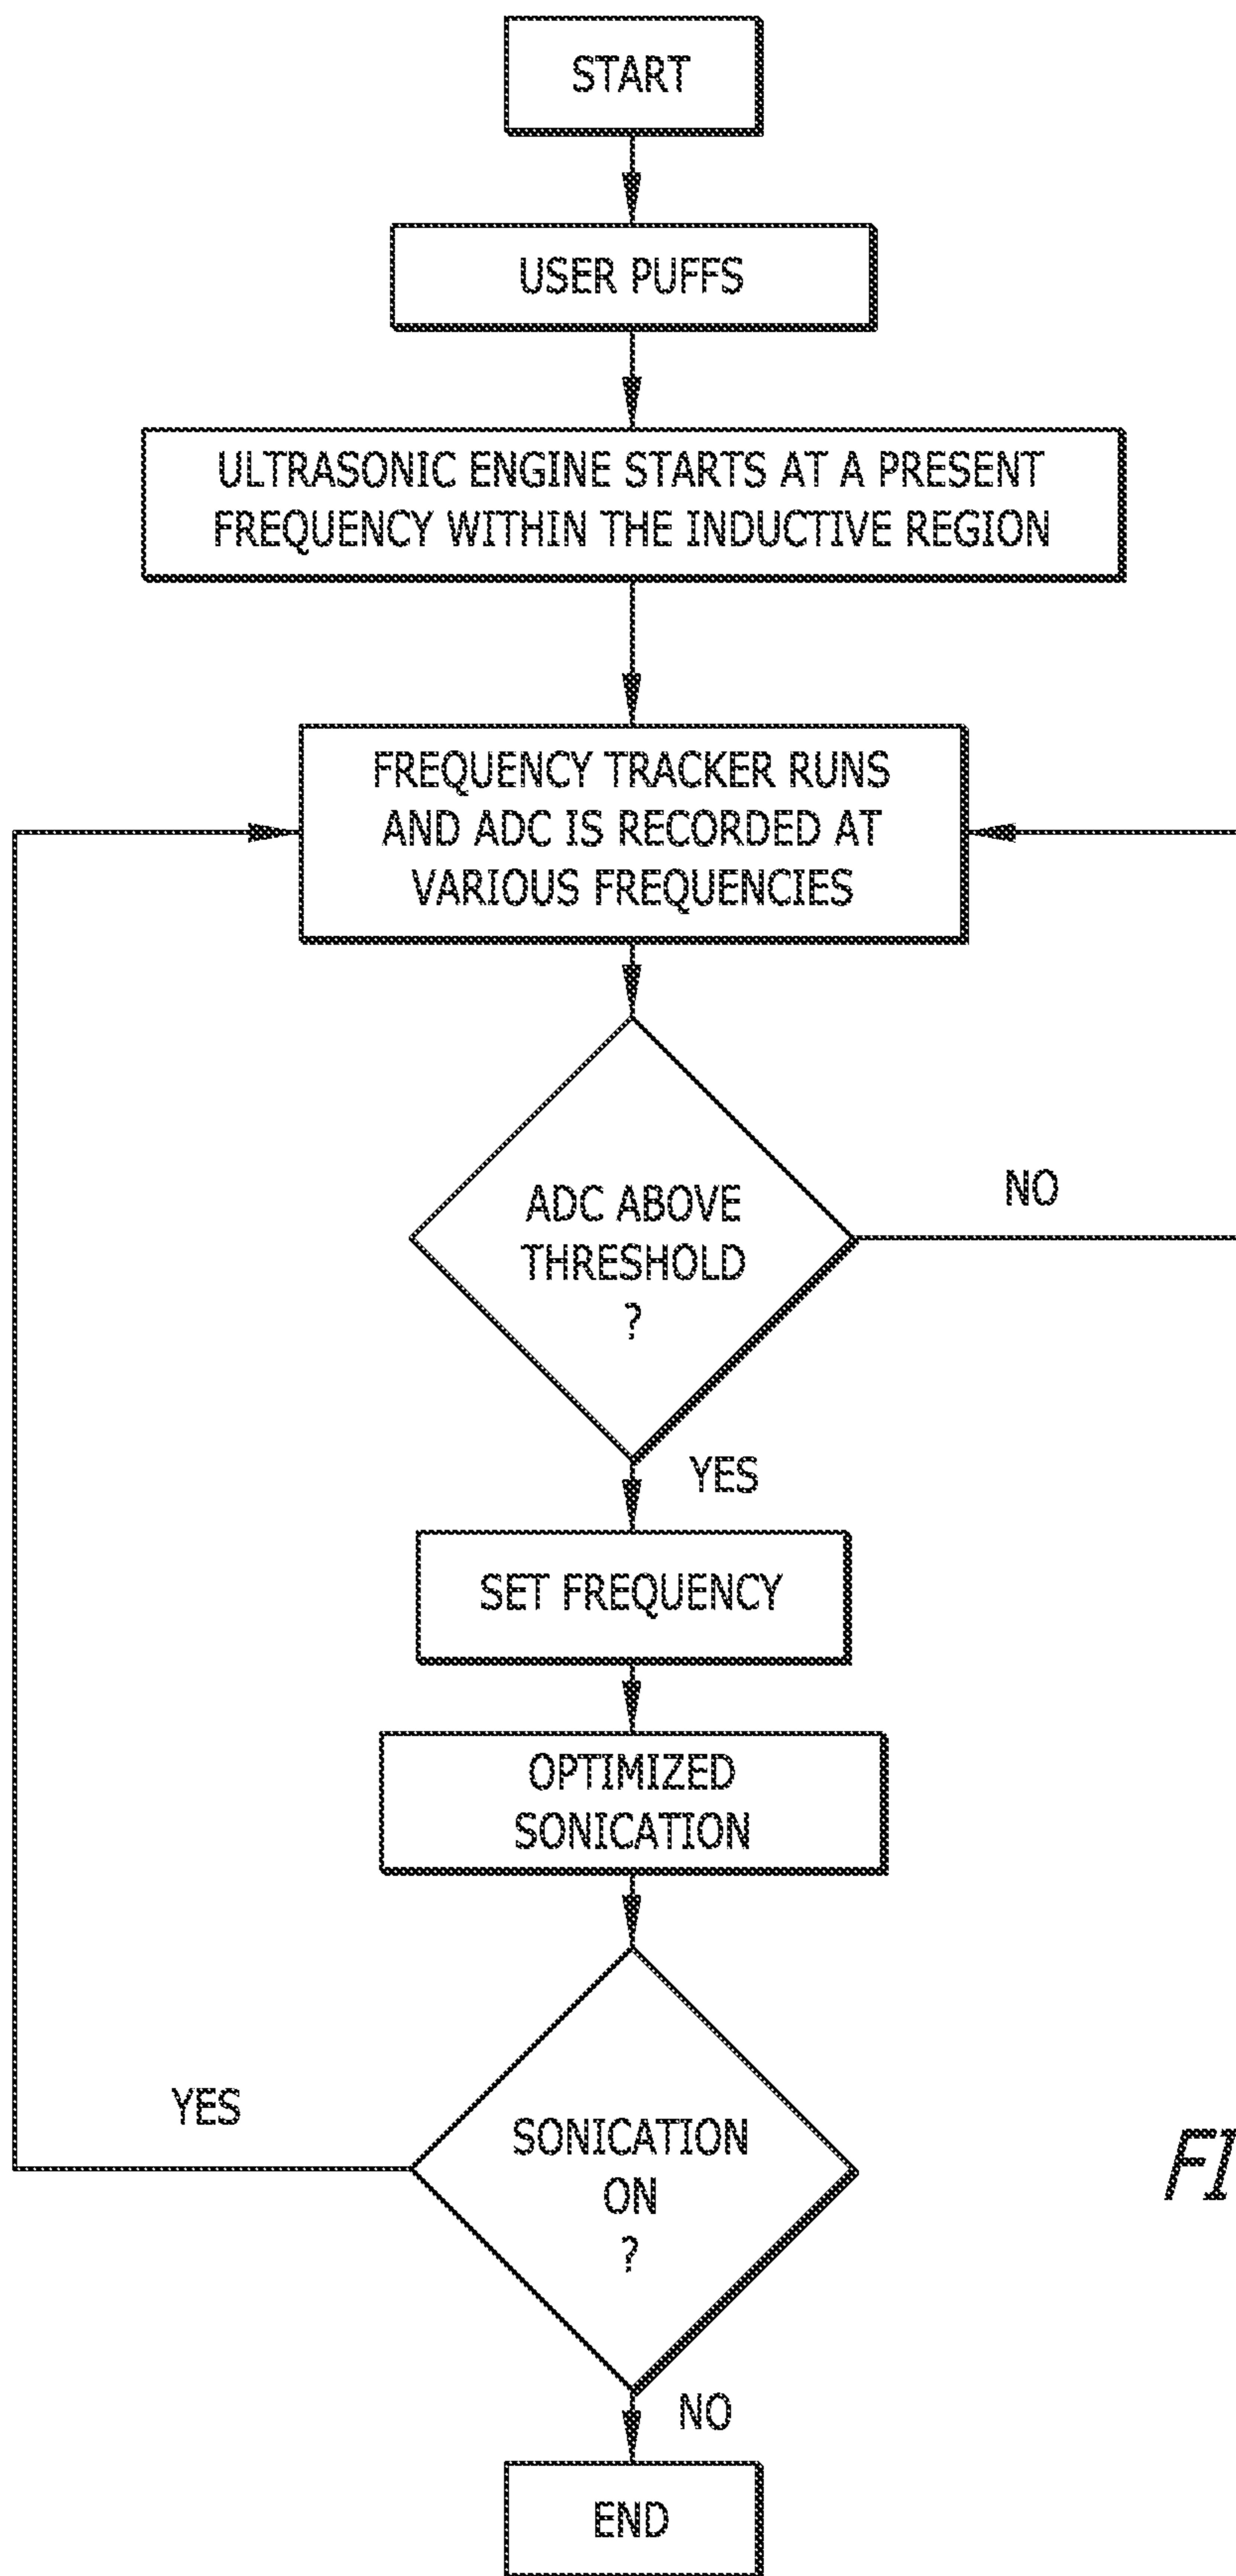 START
USER PUFFS
ULTRASONIC ENGINE STARTS AT A PRESENT
FREQUENCY WITHIN THE INDUCTIVE REGION
FREQUENCY TRACKER RUNS
AND ADC IS RECORDED AT
VARIOUS FREQUENCIES
ADC ABOVE
THRESHOLD
?
NO
YES
SET FREQUENCY
OPTIMIZED
SONICATION
SONICATION
ON
?
YES
FI
NO
END